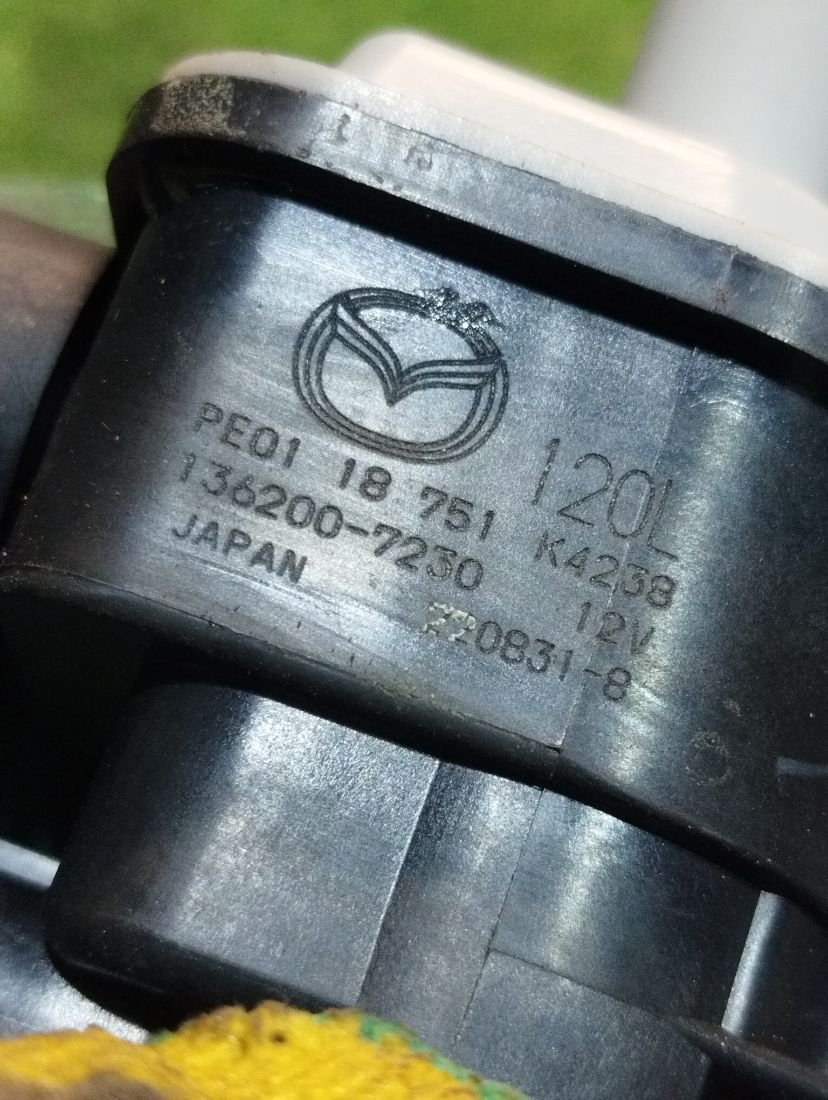 120L
PE01 18 751 K4238
136200-7230 12V
JAPAN 220831-8